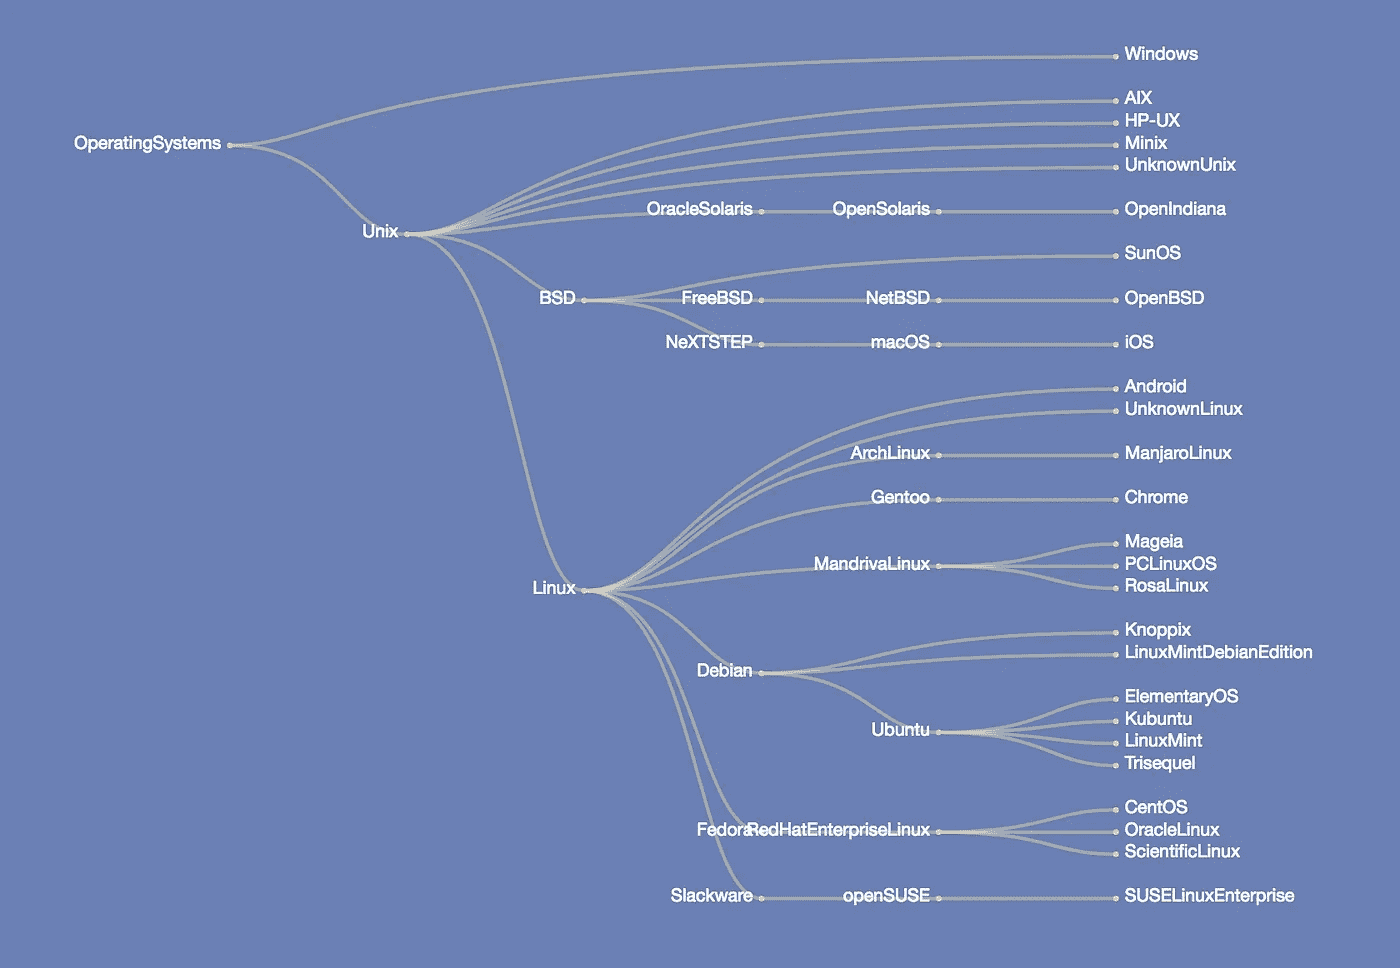 Windows
AIX
HP-UX
OperatingSystems
Minix
UnknownUnix
OracleSolaris OpenSolaris OpenIndiana
Unix
SunOS
BSD FreeBSD NetBSD OpenBSD
NeXTSTEP macOS iOS
Android
UnknownLinux
ArchLinux ManjaroLinux
Gentoo Chrome
Mageia
MandrivaLinux PCLinuxOS
RosaLinux
Linux
Knoppix
LinuxMintDebianEdition
Debian
ElementaryOS
Kubuntu
Ubuntu
LinuxMint
Trisequel
CentOS
Fedora RedHatEnterpriseLinux OracleLinux
ScientificLinux
Slackware openSUSE SUSELinuxEnterprise